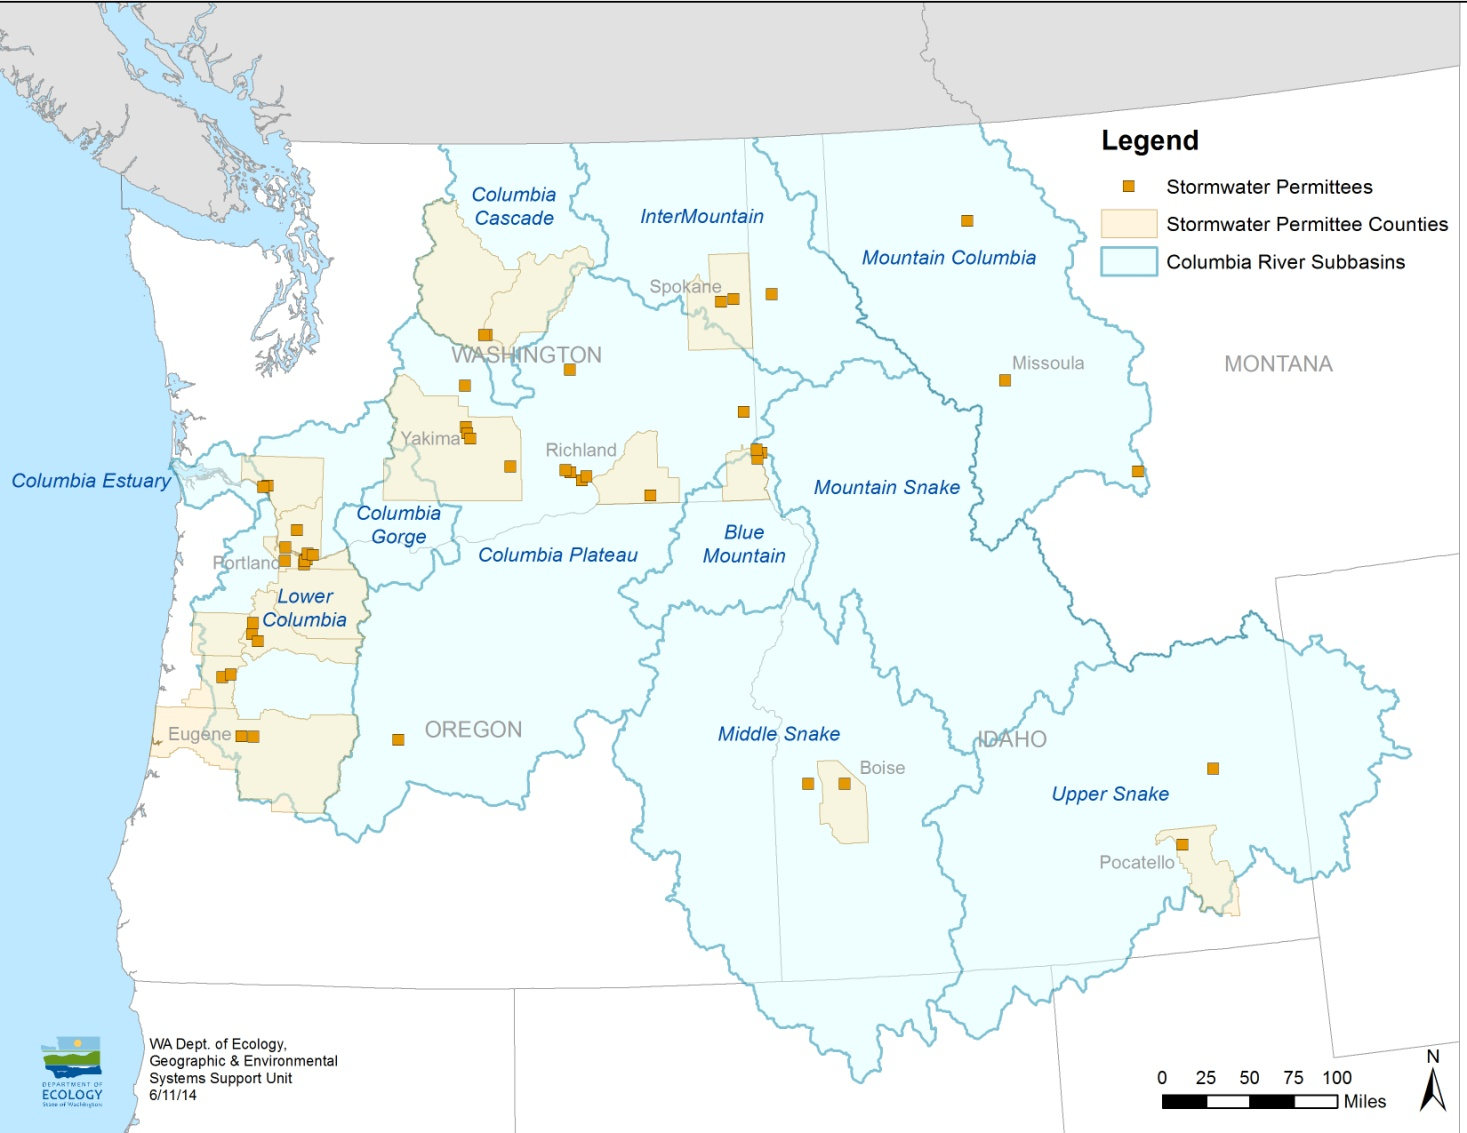 Legend
Stormwater Permittees
Stormwater Permittee Counties
Columbia River Subbasins
Columbia
Cascade
InterMountain
Mountain Columbia
Spokane
WASHINGTON
Missoula
MONTANA
Yakima
Richland
Columbia Estuary
Mountain Snake
Columbia
Gorge
Columbia Plateau
Blue
Mountain
Portland
Lower
Columbia
Eugene
OREGON
Middle Snake
IDAHO
Boise
Upper Snake
Pocatello
WA Dept. of Ecology,
Geographic & Environmental
Systems Support Unit
6/11/14
DEPARTMENT OF
ECOLOGY
State of Washington
N
0 25 50 75 100
Miles